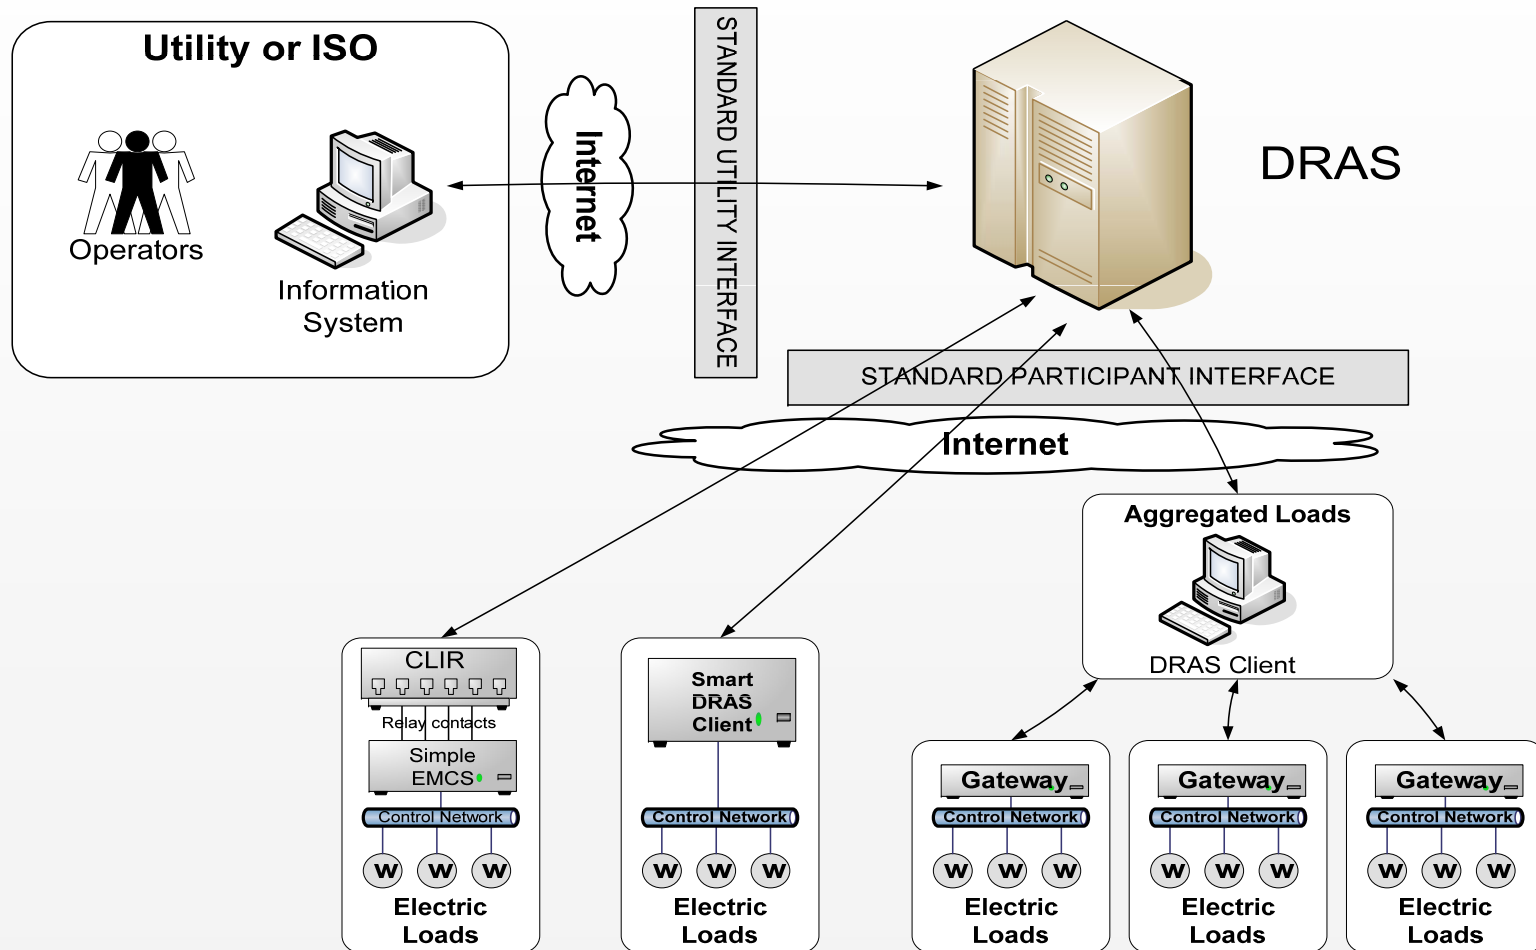 Utility or ISO
Operators
Information
System
Internet
STANDARD UTILITY INTERFACE
DRAS
STANDARD PARTICIPANT INTERFACE
Internet
Aggregated Loads
DRAS Client
CLIR
Relay contacts
Simple
EMCS
Control Network
W W W
Electric
Loads
Smart
DRAS
Client
Control Network
W W W
Electric
Loads
Gateway
Control Network
W W W
Electric
Loads
Gateway
Control Network
W W W
Electric
Loads
Gateway
Control Network
W W W
Electric
Loads